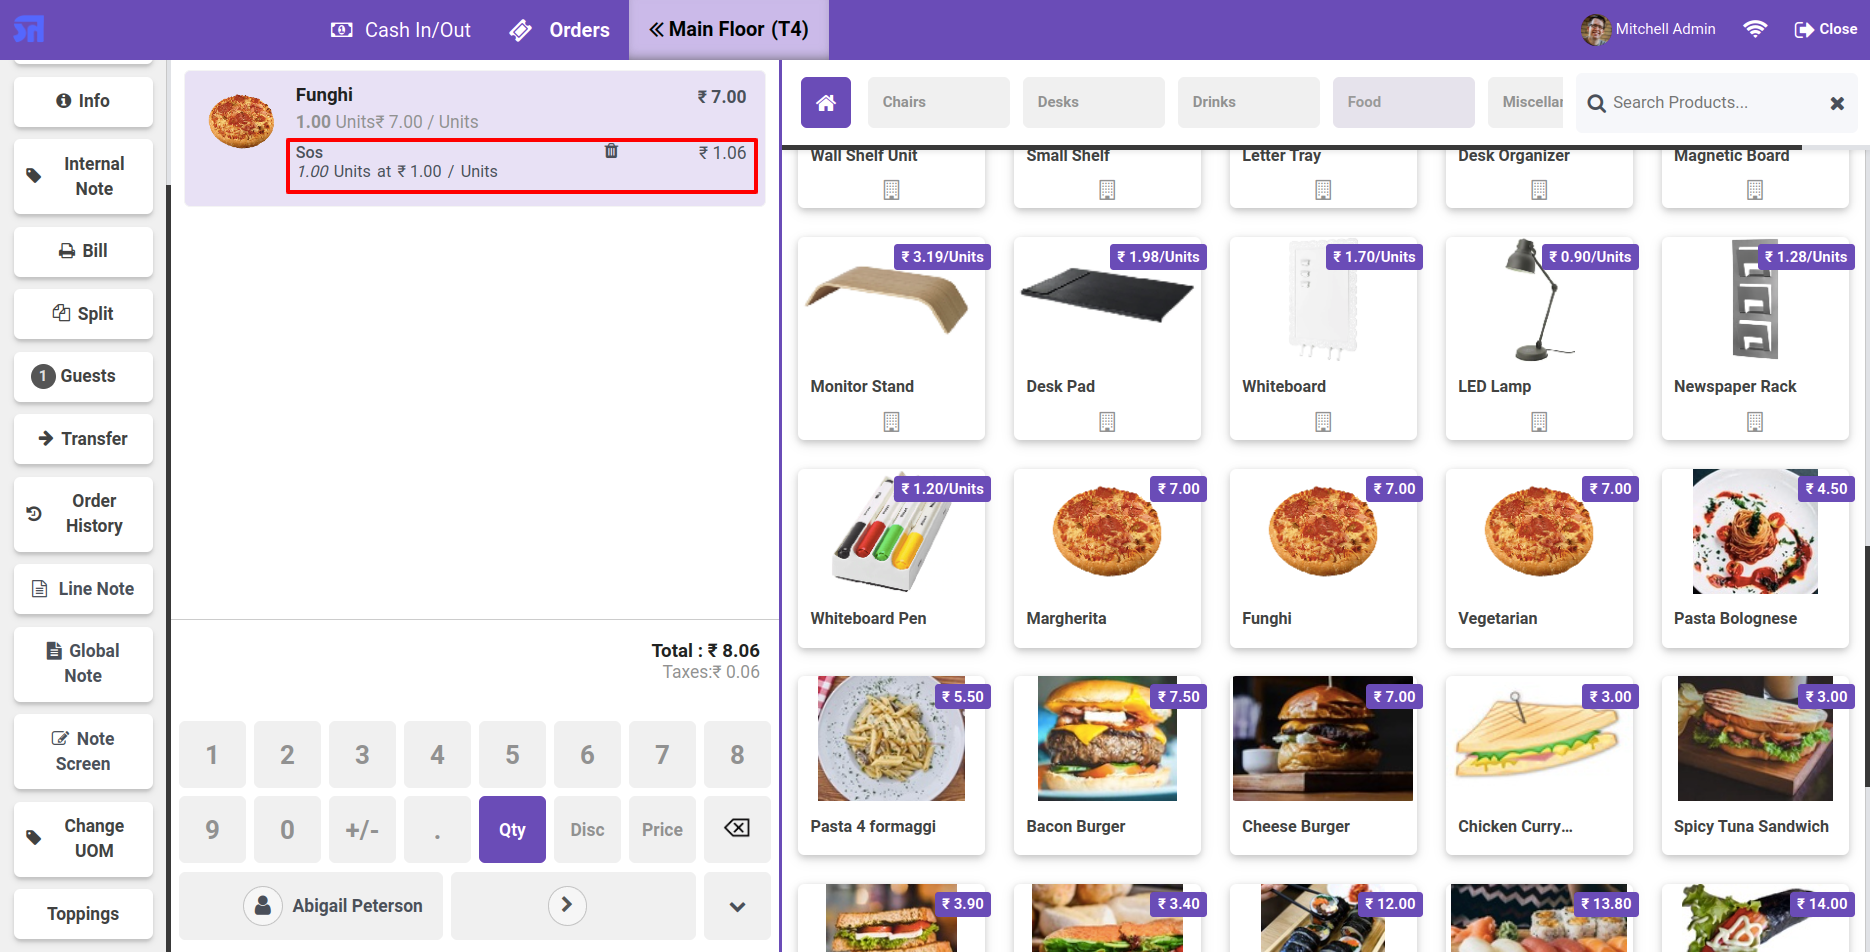 Cash In/Out
Orders
Main Floor (T4)
Mitchell Admin
Close
Info
Internal
Note
Bill
Split
1 Guests
Transfer
Order
History
Line Note
Global
Note
Note
Screen
Change
UOM
Toppings
Funghi
₹ 7.00
1.00 Units₹ 7.00 / Units
Sos
₹ 1.06
1.00 Units at ₹ 1.00 / Units
Total : ₹ 8.06
Taxes:₹ 0.06
1 2 3 4 5 6 7 8
9 0 +/- . Qty Disc Price
Abigail Peterson
Chairs
Desks
Drinks
Food
Miscellar
Search Products...
Wall Shelf Unit
Small Shelf
Letter Tray
Desk Organizer
Magnetic Board
₹ 3.19/Units
₹ 1.98/Units
₹ 1.70/Units
₹ 0.90/Units
₹ 1.28/Units
Monitor Stand
Desk Pad
Whiteboard
LED Lamp
Newspaper Rack
₹ 1.20/Units
₹ 7.00
₹ 7.00
₹ 7.00
₹ 4.50
Whiteboard Pen
Margherita
Funghi
Vegetarian
Pasta Bolognese
₹ 5.50
₹ 7.50
₹ 7.00
₹ 3.00
₹ 3.00
Pasta 4 formaggi
Bacon Burger
Cheese Burger
Chicken Curry...
Spicy Tuna Sandwich
₹ 3.90
₹ 3.40
₹ 12.00
₹ 13.80
₹ 14.00